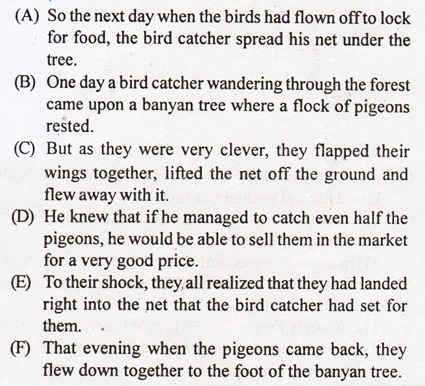 (A) So the next day when the birds had flown off to lock
for food, the bird catcher spread his net under the
tree.
(B) One day a bird catcher wandering through the forest
came upon a banyan tree where a flock of pigeons
rested.
(C) But as they were very clever, they flapped their
wings together, lifted the net off the ground and
flew away with it.
(D) He knew that if he managed to catch even half the
pigeons, he would be able to sell them in the market
for a very good price.
(E) To their shock, they all realized that they had landed
right into the net that the bird catcher had set for
them.
(F) That evening when the pigeons came back, they
flew down together to the foot of the banyan tree.